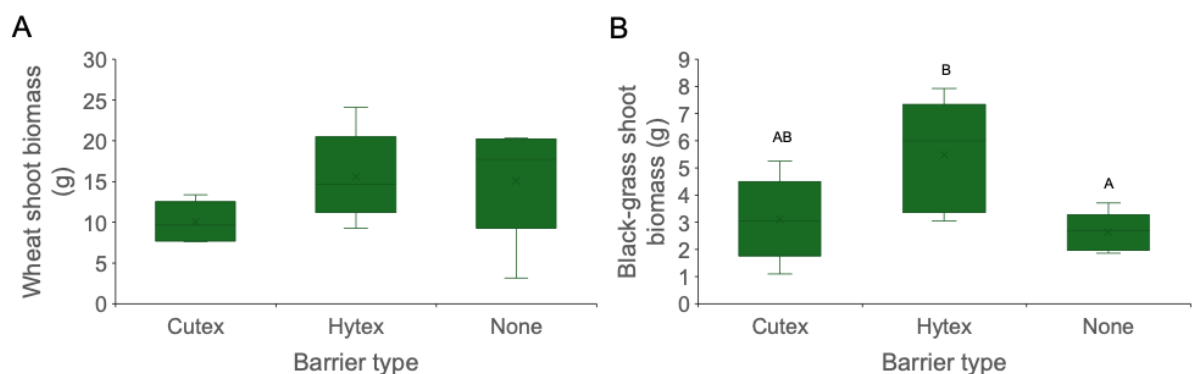 A
Wheat shoot biomass
(g)
30
25
20
15
10
5
0
Cutex
Hytex
None
Barrier type
B
Black-grass shoot
biomass (g)
9
8
7
6
5
4
3
2
1
0
AB
B
A
Cutex
Hytex
None
Barrier type